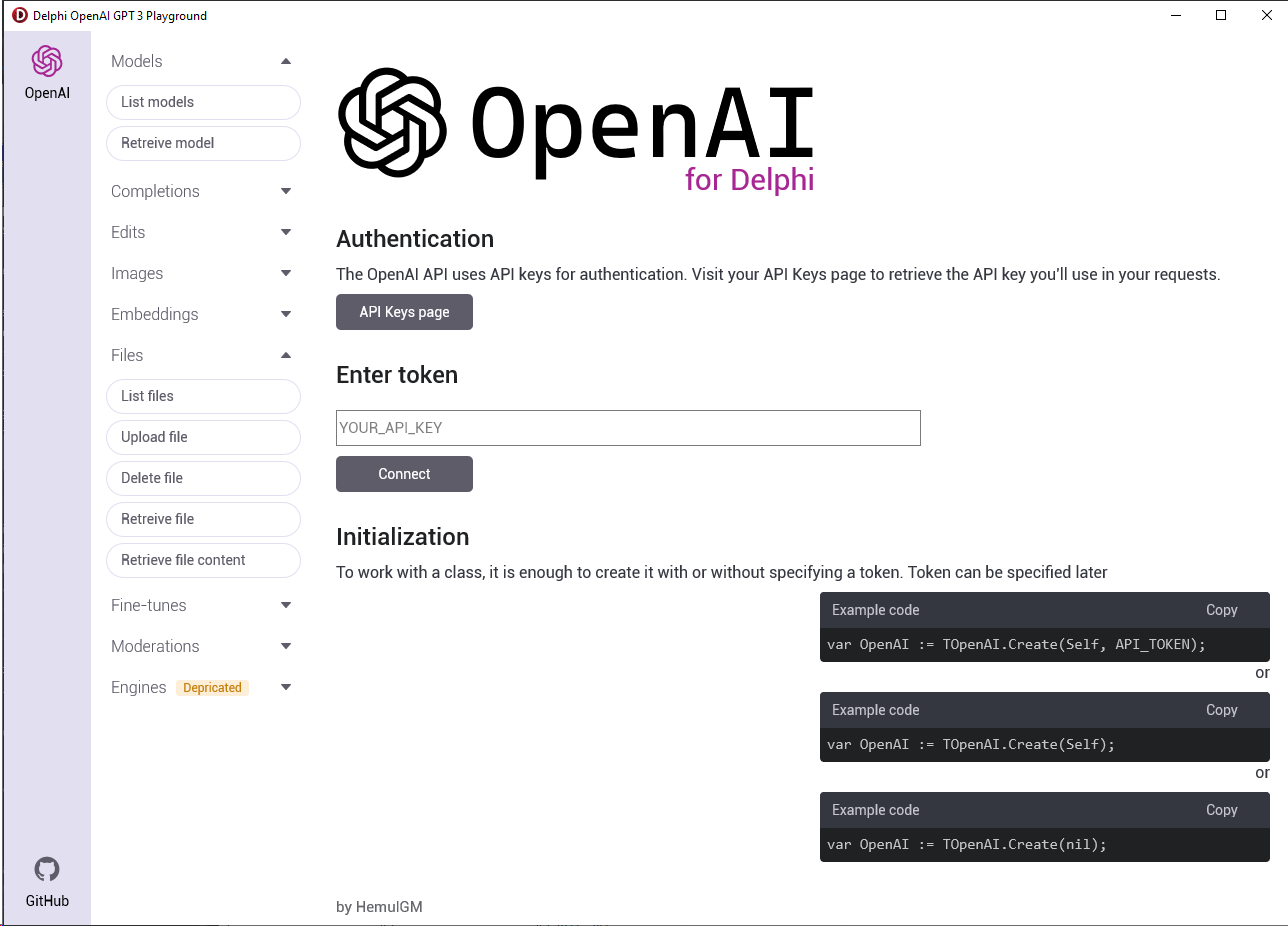 Delphi OpenAI GPT 3 Playground
OpenAI
GitHub
Models
List models
Retreive model
Completions
Edits
Images
Embeddings
Files
List files
Upload file
Delete file
Retreive file
Retrieve file content
Fine-tunes
Moderations
Engines Depricated
OpenAI
for Delphi
Authentication
The OpenAI API uses API keys for authentication. Visit your API Keys page to retrieve the API key you’ll use in your requests.
API Keys page
Enter token
YOUR_API_KEY
Connect
Initialization
To work with a class, it is enough to create it with or without specifying a token. Token can be specified later
Example code Copy
var OpenAI := TOpenAI.Create(Self, API_TOKEN);
or
Example code Copy
var OpenAI := TOpenAI.Create(Self);
or
Example code Copy
var OpenAI := TOpenAI.Create(nil);
by HemulGM